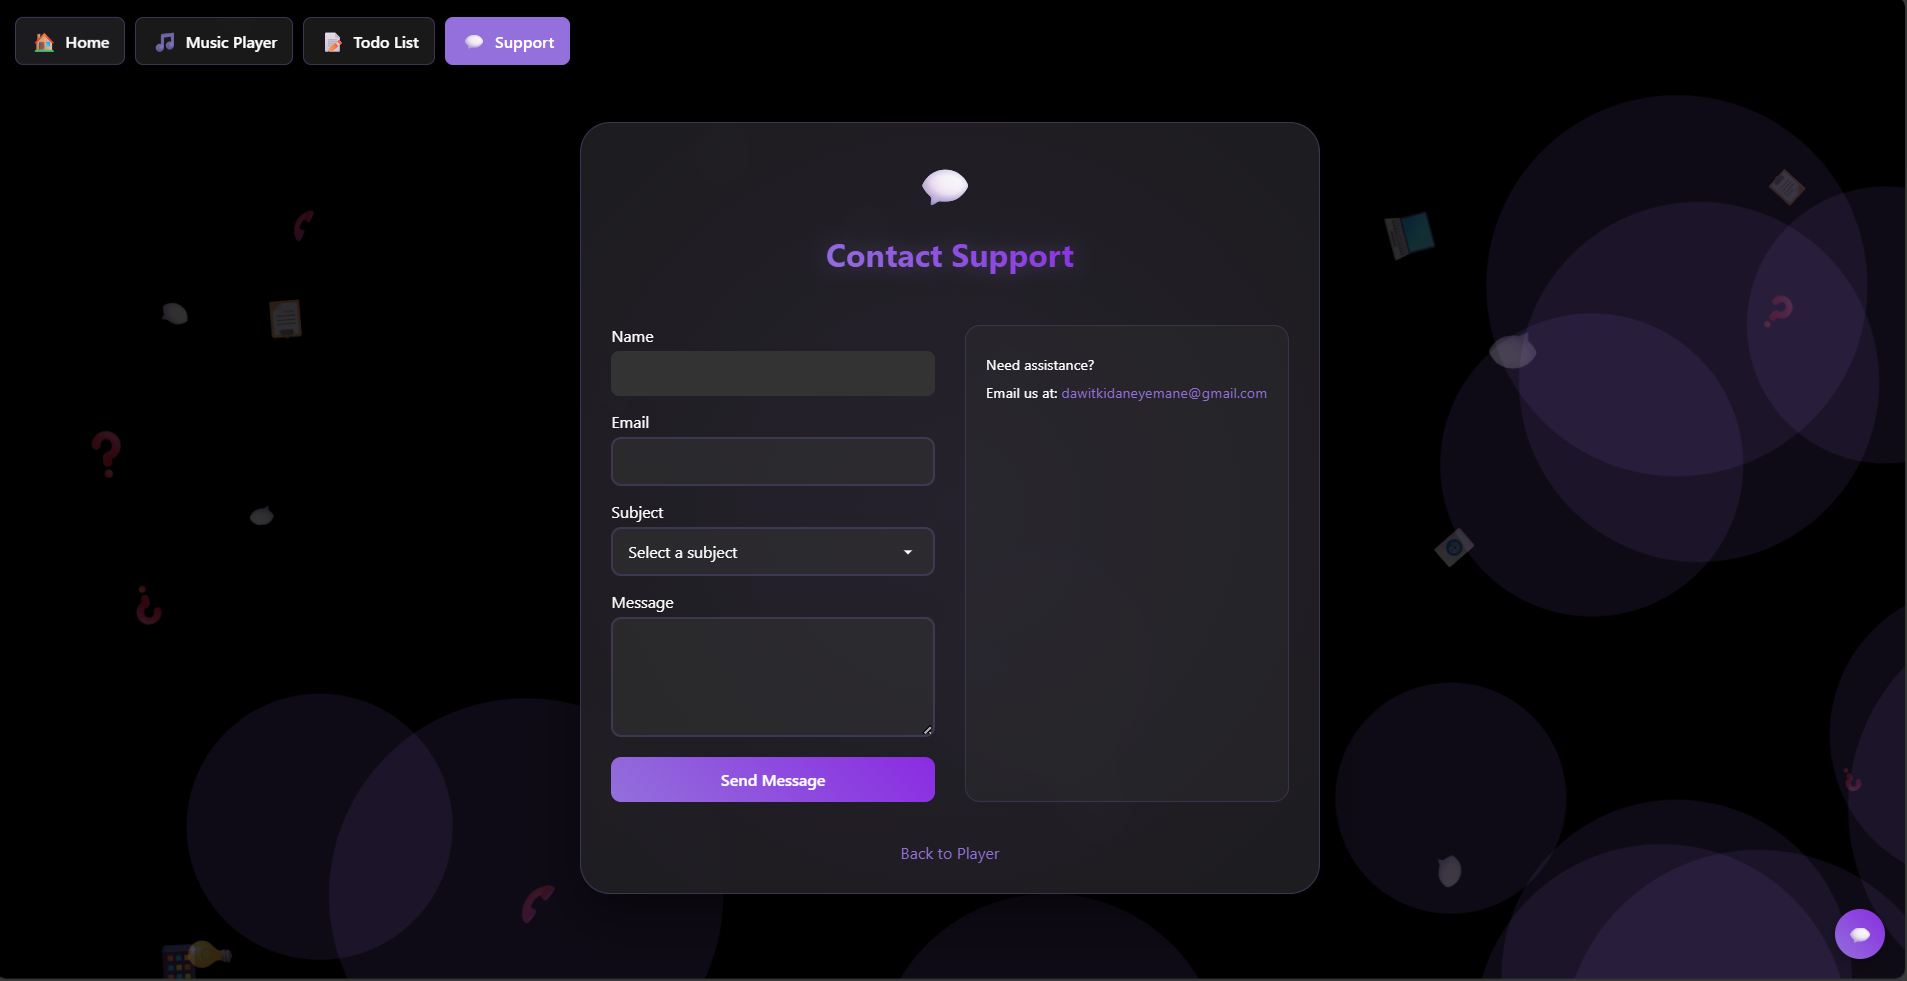 Home
Music Player
Todo List
Support
Contact Support
Name
Email
Subject
Select a subject
Message
Send Message
Need assistance?
Email us at: dawitkidaneyemane@gmail.com
Back to Player